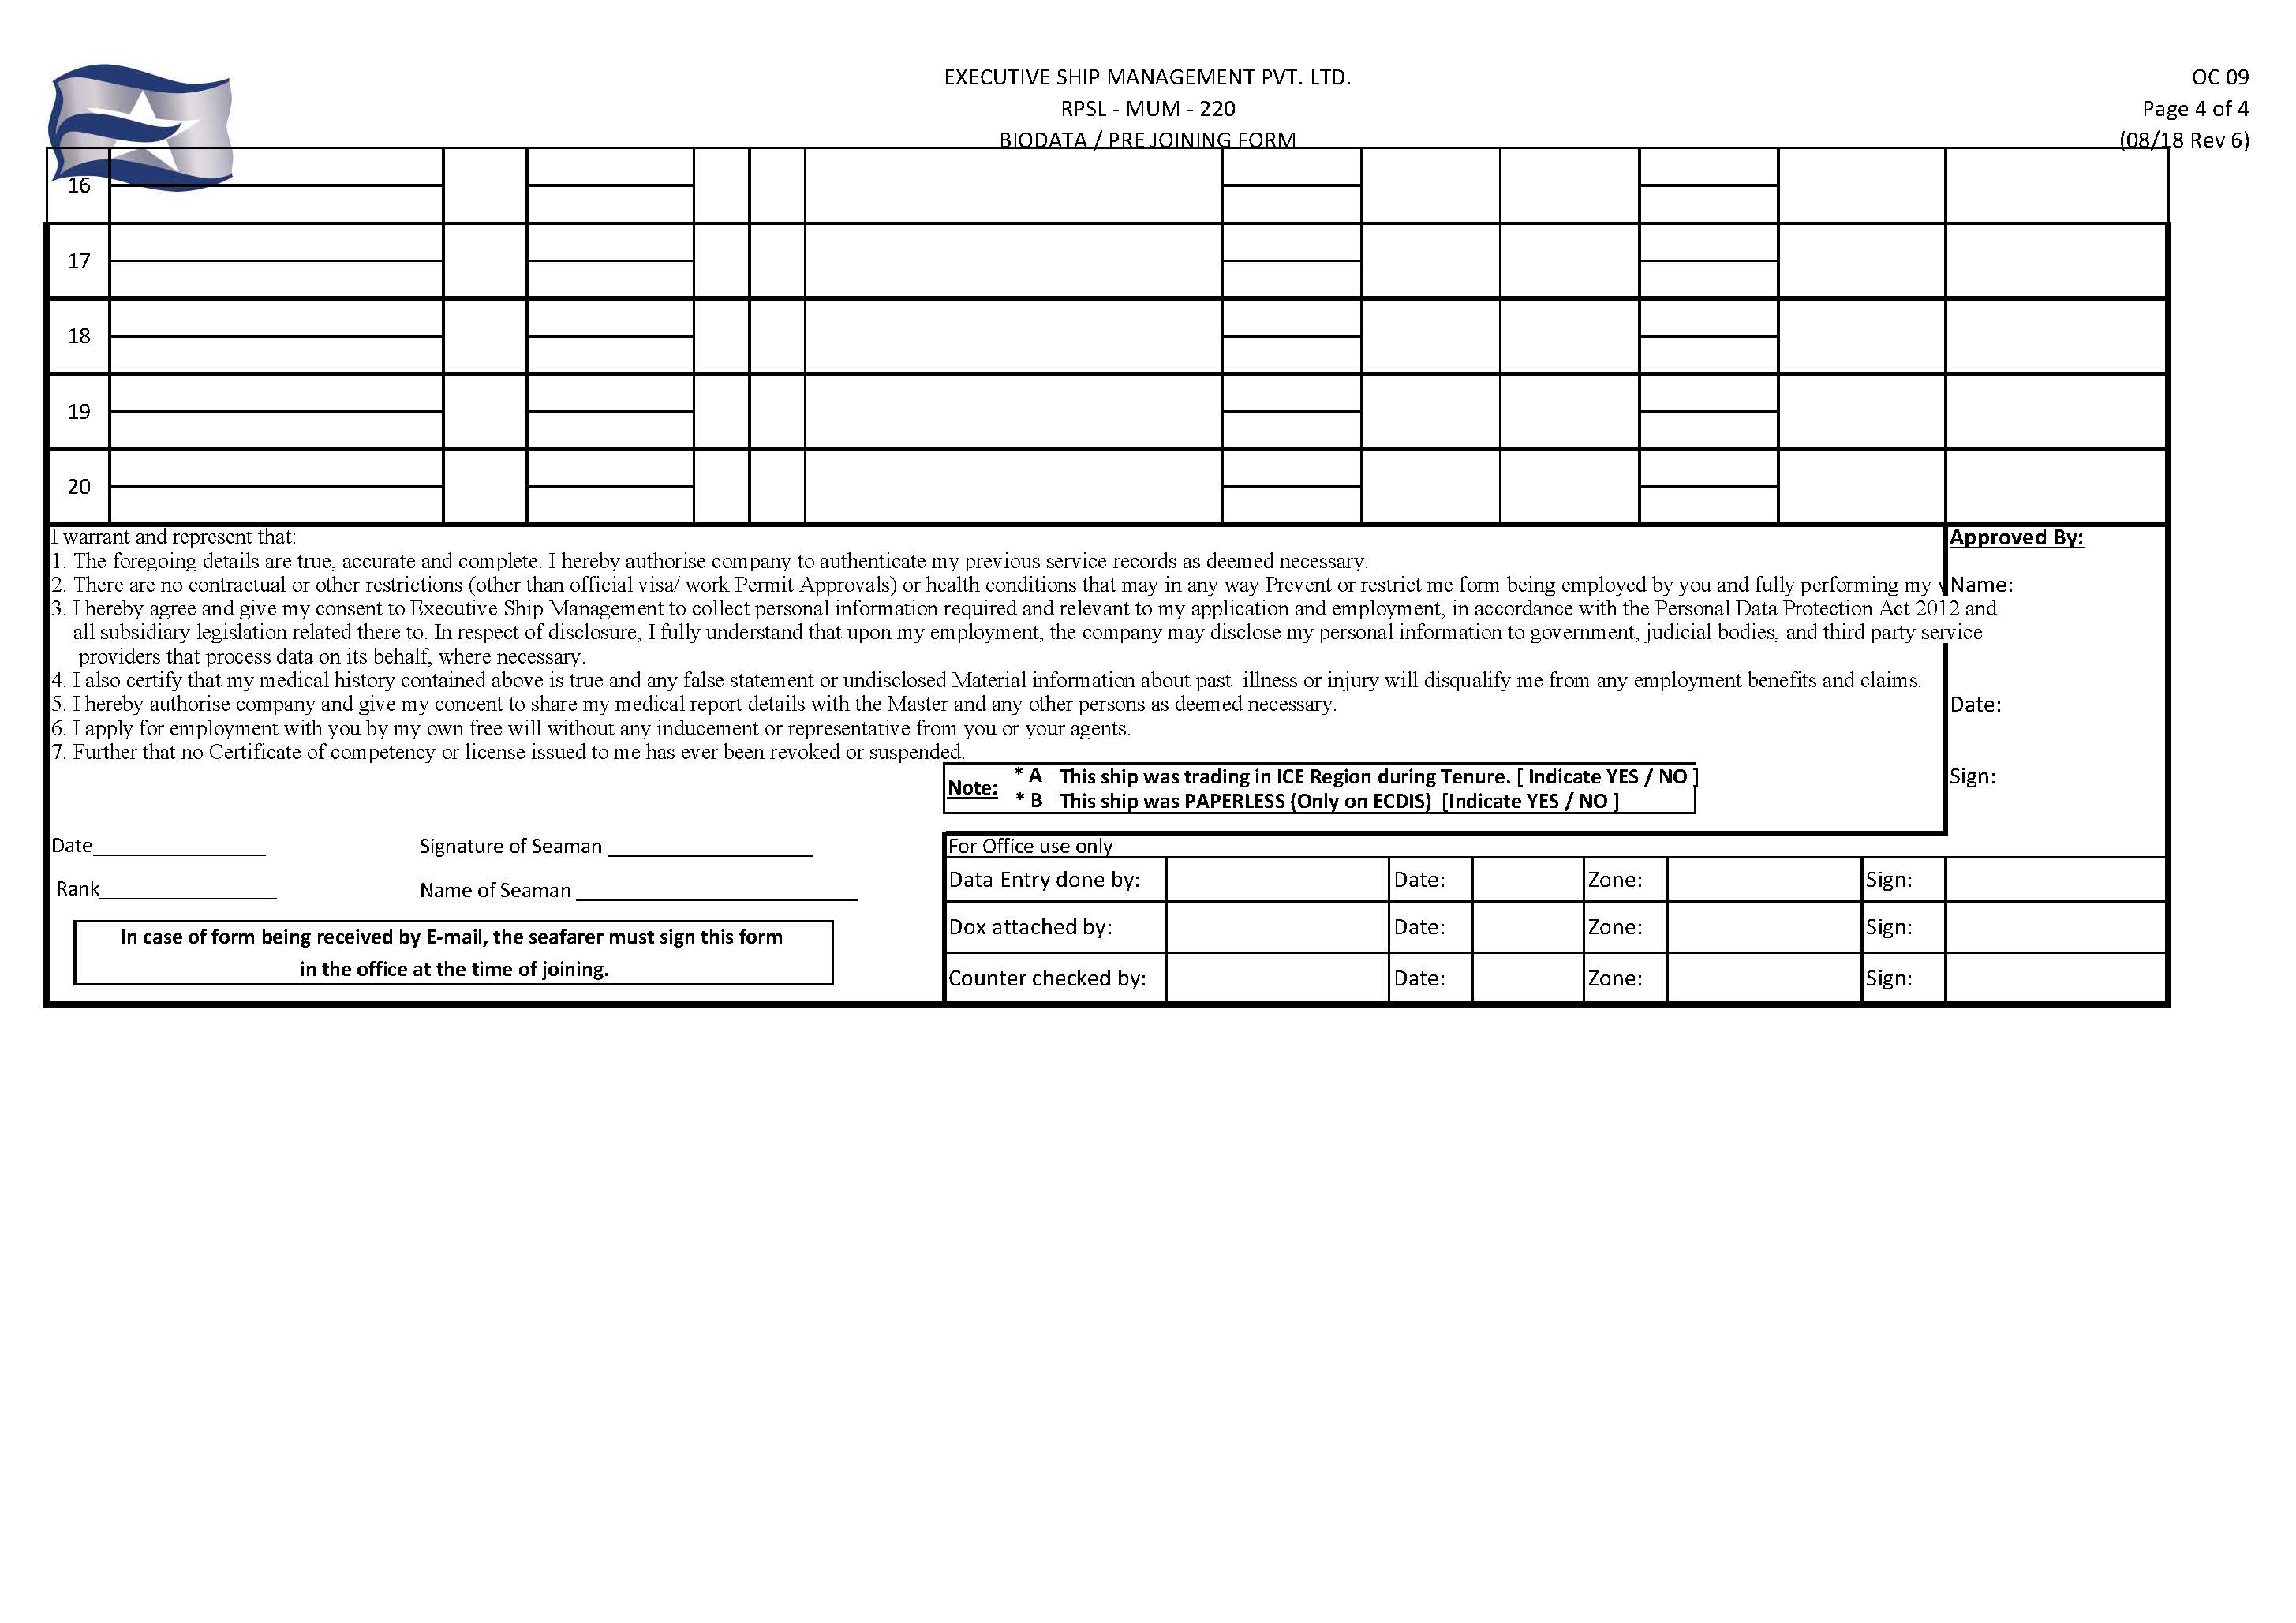 EXECUTIVE SHIP MANAGEMENT PVT. LTD.
RPSL - MUM - 220
BIODATA / PRE JOINING FORM
OC 09
Page 4 of 4
(08/18 Rev 6)
16
17
18
19
20
I warrant and represent that:
1. The foregoing details are true, accurate and complete. I hereby authorise company to authenticate my previous service records as deemed necessary.
2. There are no contractual or other restrictions (other than official visa/ work Permit Approvals) or health conditions that may in any way Prevent or restrict me form being employed by you and fully performing my
3. I hereby agree and give my consent to Executive Ship Management to collect personal information required and relevant to my application and employment, in accordance with the Personal Data Protection Act 2012 and
all subsidiary legislation related there to. In respect of disclosure, I fully understand that upon my employment, the company may disclose my personal information to government, judicial bodies, and third party service
providers that process data on its behalf, where necessary.
4. I also certify that my medical history contained above is true and any false statement or undisclosed Material information about past  illness or injury will disqualify me from any employment benefits and claims.
5. I hereby authorise company and give my concent to share my medical report details with the Master and any other persons as deemed necessary.
6. I apply for employment with you by my own free will without any inducement or representative from you or your agents.
7. Further that no Certificate of competency or license issued to me has ever been revoked or suspended.
Approved By:
Name:
Date:
Sign:
Note: * A This ship was trading in ICE Region during Tenure. [ Indicate YES / NO ]
* B This ship was PAPERLESS (Only on ECDIS) [Indicate YES / NO ]
Date_______________ Signature of Seaman __________________
Rank_______________ Name of Seaman ________________________
In case of form being received by E-mail, the seafarer must sign this form
in the office at the time of joining.
For Office use only
Data Entry done by: Date: Zone: Sign:
Dox attached by: Date: Zone: Sign:
Counter checked by: Date: Zone: Sign: